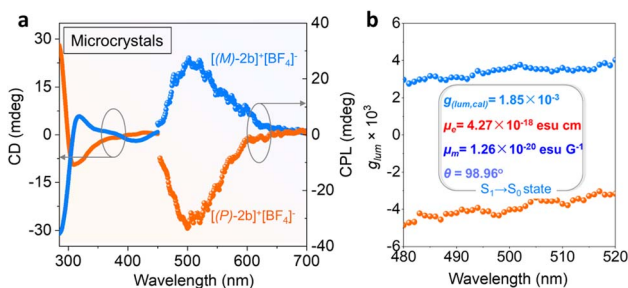 a
Microcrystals
[(M)-2b]⁺[BF₄]⁻
[(P)-2b]⁺[BF₄]⁻
CD (mdeg)
30
15
0
-15
-30
300 400 500 600 700
Wavelength (nm)
40
20
0
-20
-40
CPL (mdeg)
b
g_lum × 10³
6
4
2
0
-2
-4
-6
g(lum,cal) = 1.85×10⁻³
μₑ = 4.27×10⁻¹⁸ esu cm
μₘ = 1.26×10⁻²⁰ esu G⁻¹
θ = 98.96°
S₁→S₀ state
480 490 500 510 520
Wavelength (nm)